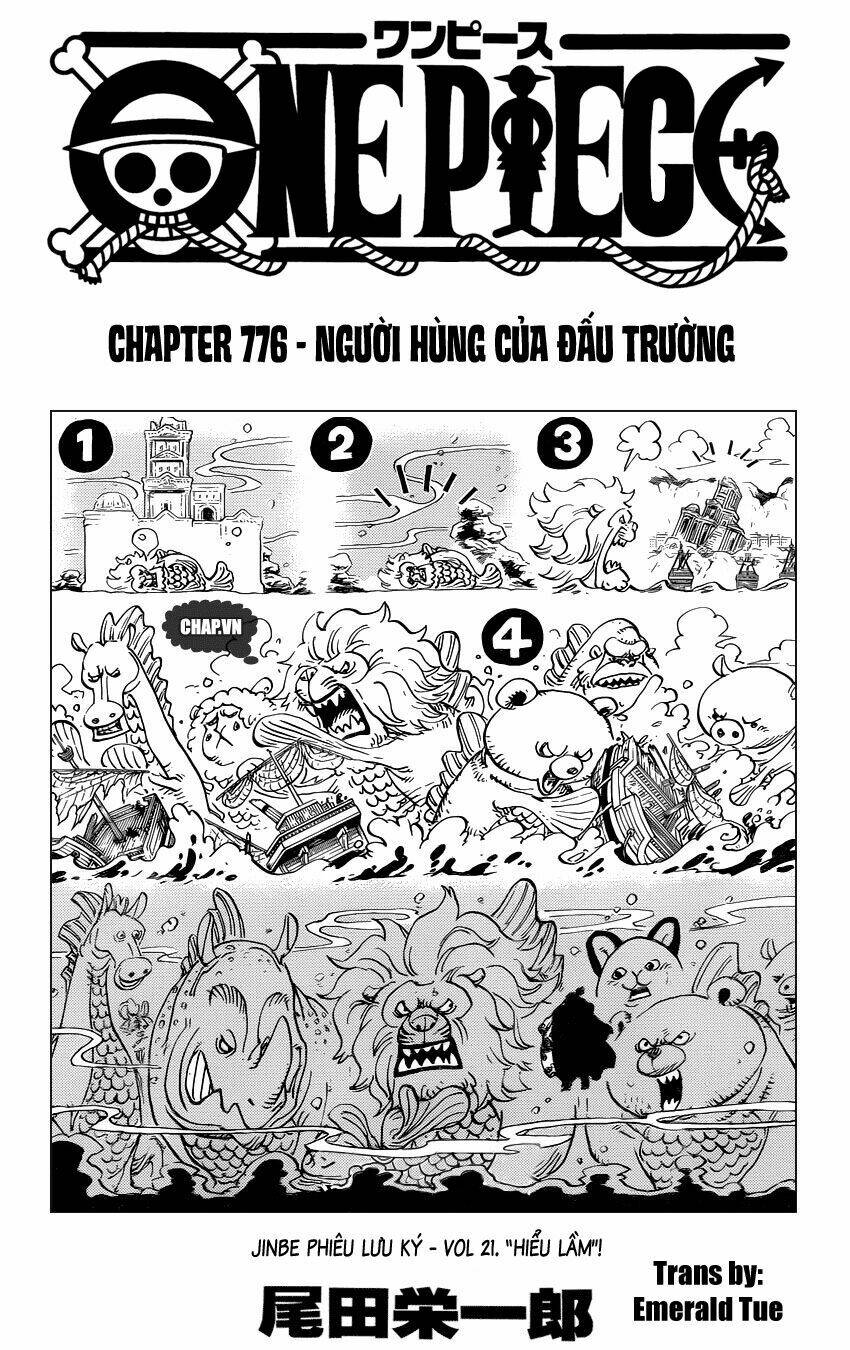 ワンピース
ONE PIECE
CHAPTER 776 - NGƯỜI HÙNG CỦA ĐẤU TRƯỜNG
1
2
3
CHAP.VN
4
JINBE PHIÊU LƯU KÝ - VOL 21. "HIỂU LẦM"!
尾田栄一郎
Trans by:
Emerald Tue